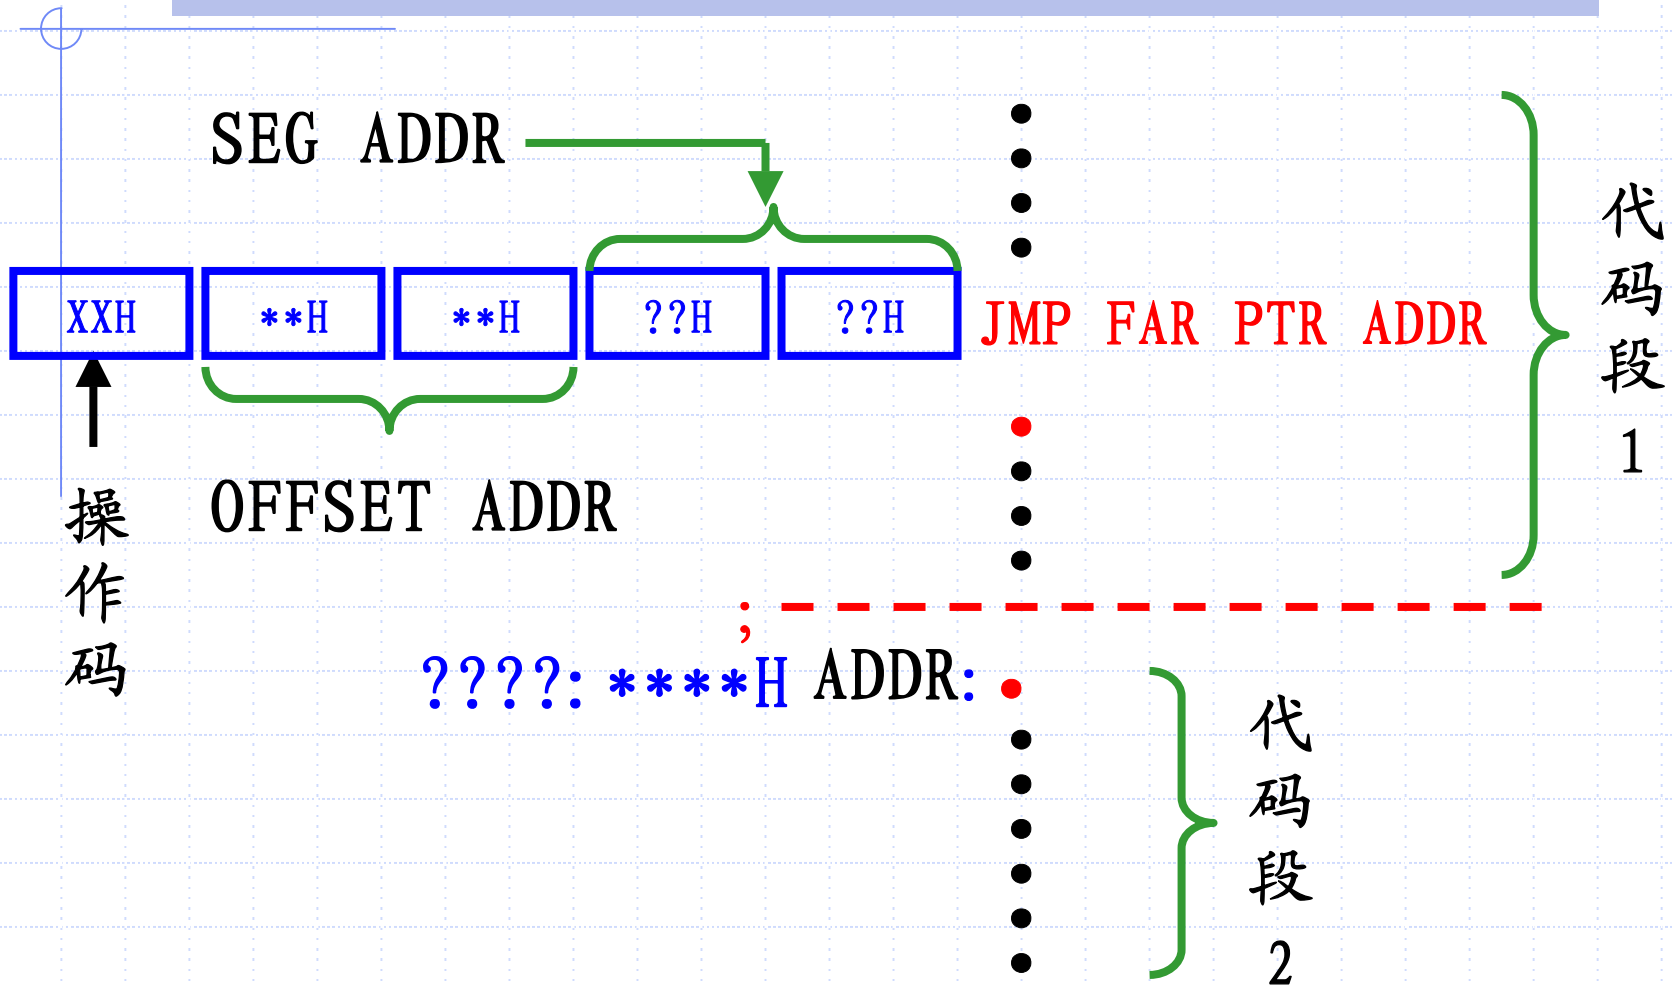 SEG ADDR
XXH **H **H ??H ??H JMP FAR PTR ADDR
代码段1
OFFSET ADDR
操作码
;
????:****H ADDR:
代码段2